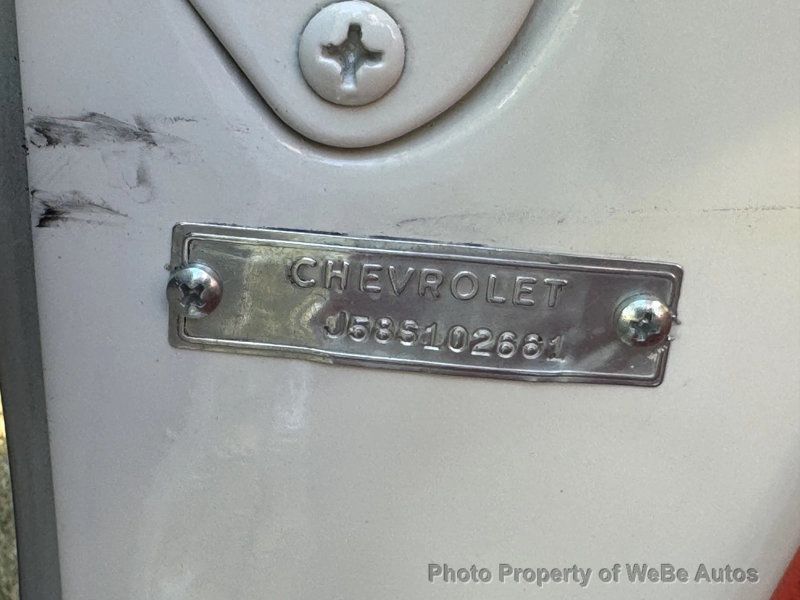 CHEVROLET
J58S102661
Photo Property of WeBe Autos